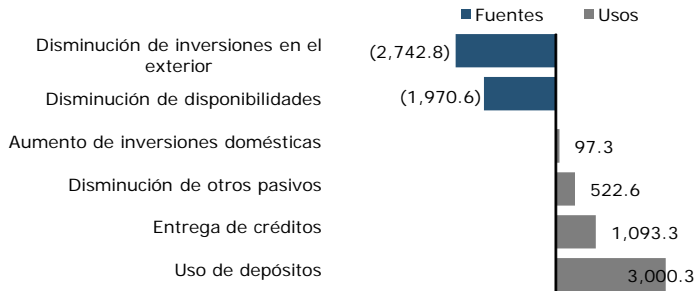 Fuentes Usos
Disminución de inversiones en el
exterior
(2,742.8)
Disminución de disponibilidades
(1,970.6)
Aumento de inversiones domésticas
97.3
Disminución de otros pasivos
522.6
Entrega de créditos
1,093.3
Uso de depósitos
3,000.3